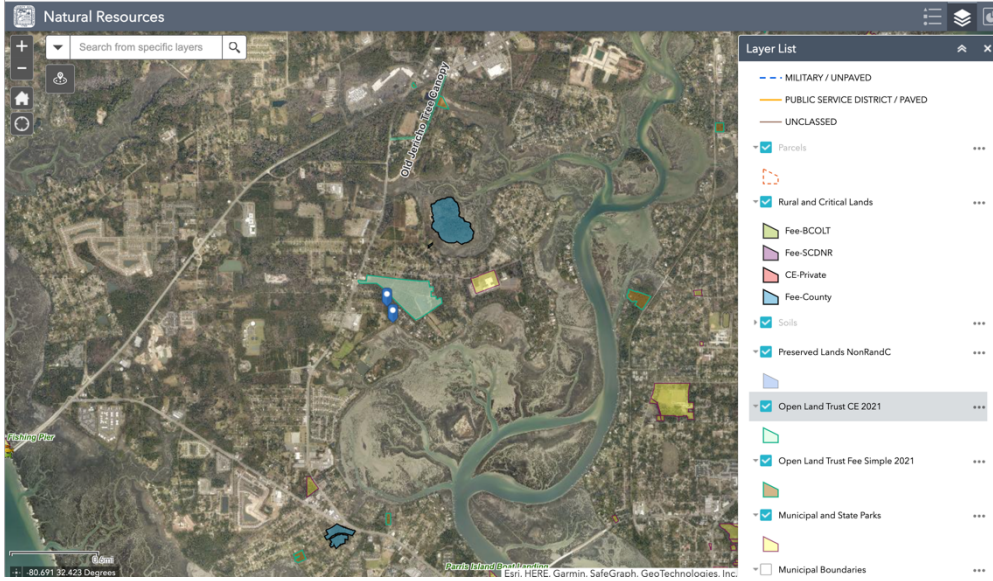 Natural Resources
Search from specific layers
Layer List
MILITARY / UNPAVED
PUBLIC SERVICE DISTRICT / PAVED
UNCLASSED
Parcels
Rural and Critical Lands
Fee-BCOLT
Fee-SCDNR
CE-Private
Fee-County
Soils
Preserved Lands NonRandC
Open Land Trust CE 2021
Open Land Trust Fee Simple 2021
Municipal and State Parks
Municipal Boundaries
Old Jericho Tree Canopy
Fishing Pier
Parris Island Boat Landing
0.6mi
-80.691 32.423 Degrees
Esri, HERE, Garmin, SafeGraph, GeoTechnologies, Inc,